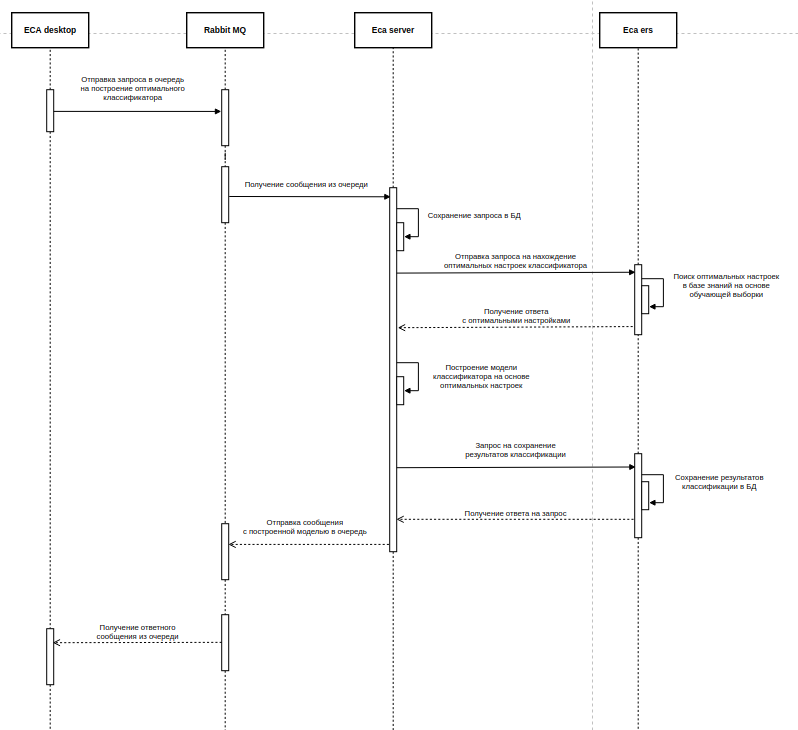 ECA desktop
Rabbit MQ
Eca server
Eca ers
Отправка запроса в очередь
на построение оптимального
классификатора
Получение сообщения из очереди
Сохранение запроса в БД
Отправка запроса на нахождение
оптимальных настроек классификатора
Поиск оптимальных настроек
в базе знаний на основе
обучающей выборки
Получение ответа
с оптимальными настройками
Построение модели
классификатора на основе
оптимальных настроек
Запрос на сохранение
результатов классификации
Сохранение результатов
классификации в БД
Получение ответа на запрос
Отправка сообщения
с построенной моделью в очередь
Получение ответного
сообщения из очереди